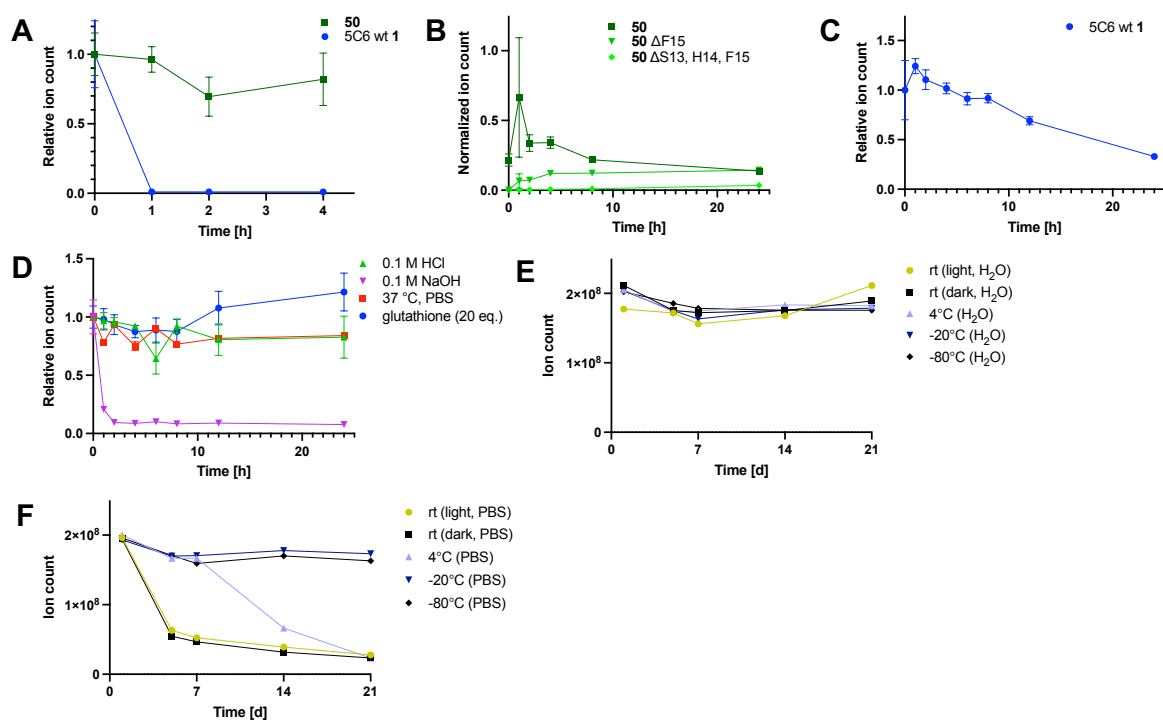 A
50
5C6 wt 1
Relative ion count
1.0
0.5
0.0
0 1 2 3 4
Time [h]
B
50
50 ΔF15
50 ΔS13, H14, F15
Normalized ion count
1.0
0.5
0.0
0 10 20
Time [h]
C
5C6 wt 1
Relative ion count
1.5
1.0
0.5
0.0
0 10 20
Time [h]
D
0.1 M HCl
0.1 M NaOH
37 °C, PBS
glutathione (20 eq.)
Relative ion count
1.5
1.0
0.5
0.0
0 10 20
Time [h]
E
rt (light, H2O)
rt (dark, H2O)
4°C (H2O)
-20°C (H2O)
-80°C (H2O)
Ion count
2×10⁸
1×10⁸
0
0 7 14 21
Time [d]
F
rt (light, PBS)
rt (dark, PBS)
4°C (PBS)
-20°C (PBS)
-80°C (PBS)
Ion count
2×10⁸
1×10⁸
0
0 7 14 21
Time [d]